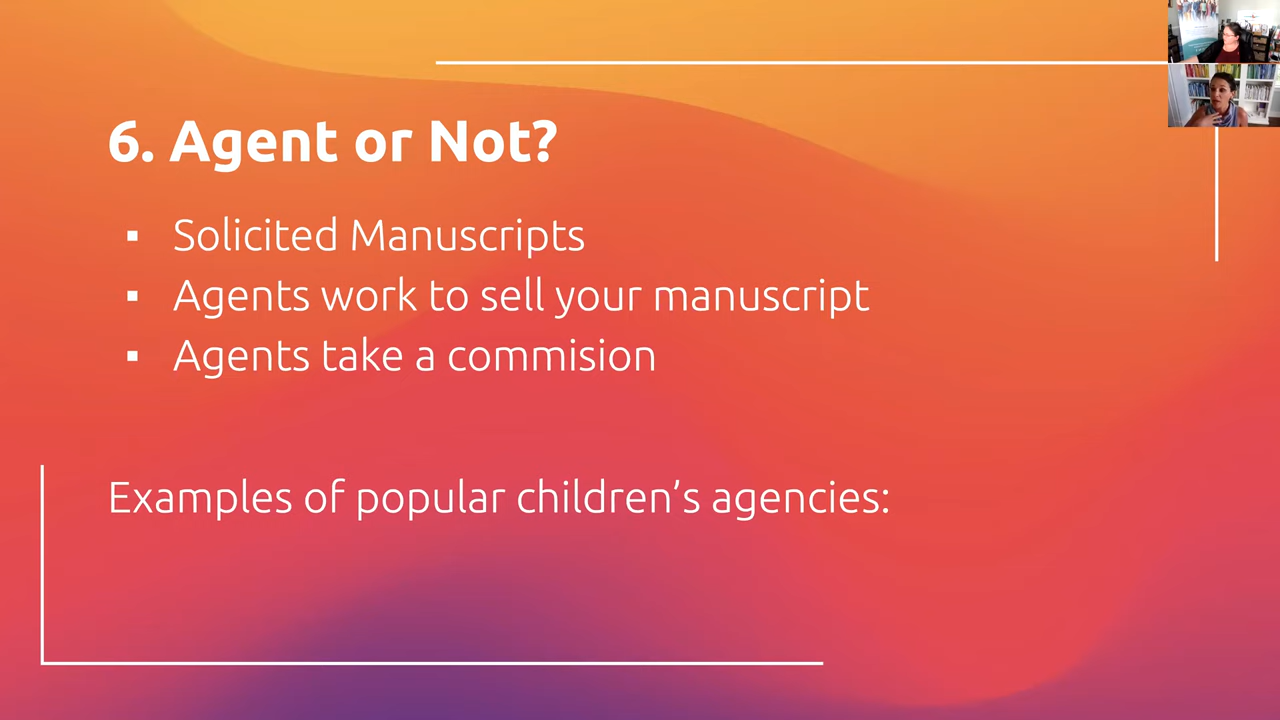 6. Agent or Not?
▪ Solicited Manuscripts
▪ Agents work to sell your manuscript
▪ Agents take a commision
Examples of popular children’s agencies: